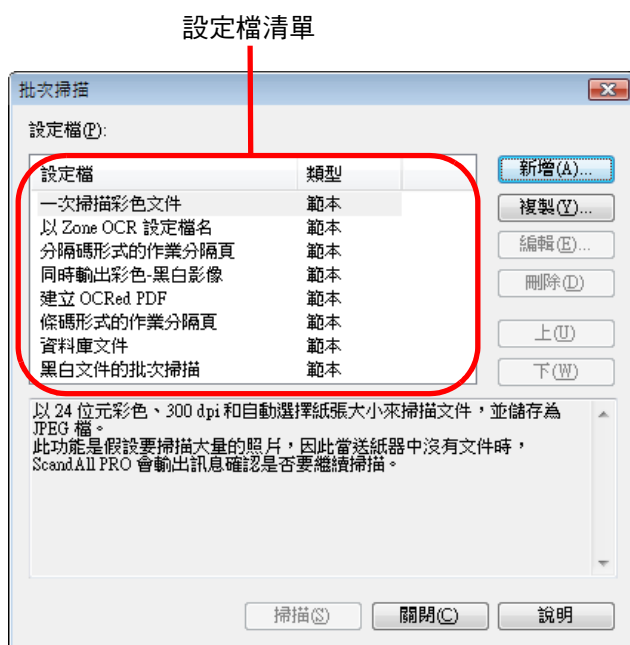 設定檔清單
批次掃描
設定檔(P):
設定檔 類型
一次掃描彩色文件 範本
以 Zone OCR 設定檔名 範本
分隔碼形式的作業分隔頁 範本
同時輸出彩色-黑白影像 範本
建立 OCRed PDF 範本
條碼形式的作業分隔頁 範本
資料庫文件 範本
黑白文件的批次掃描 範本
新增(A)...
複製(Y)...
編輯(E)...
刪除(D)
上(U)
下(W)
以 24 位元彩色、300 dpi 和自動選擇紙張大小來掃描文件，並儲存為
JPEG 檔。
此功能是假設要掃描大量的照片，因此當送紙器中沒有文件時，
ScandAll PRO 會輸出訊息確認是否要繼續掃描。
掃描(S) 關閉(C) 說明